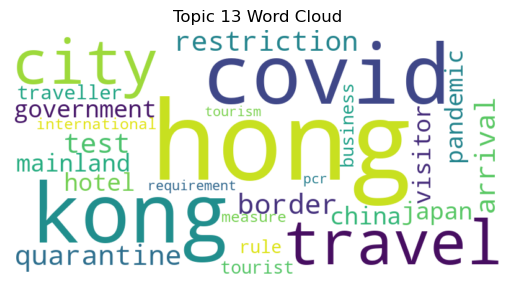 Topic 13 Word Cloud
restriction
city
covid
traveller
government
tourism
international
hong
business
pandemic
test
mainland
visitor
arrival
hotel
requirement
pcr
kong
border
measure
china
japan
quarantine
rule
travel
tourist